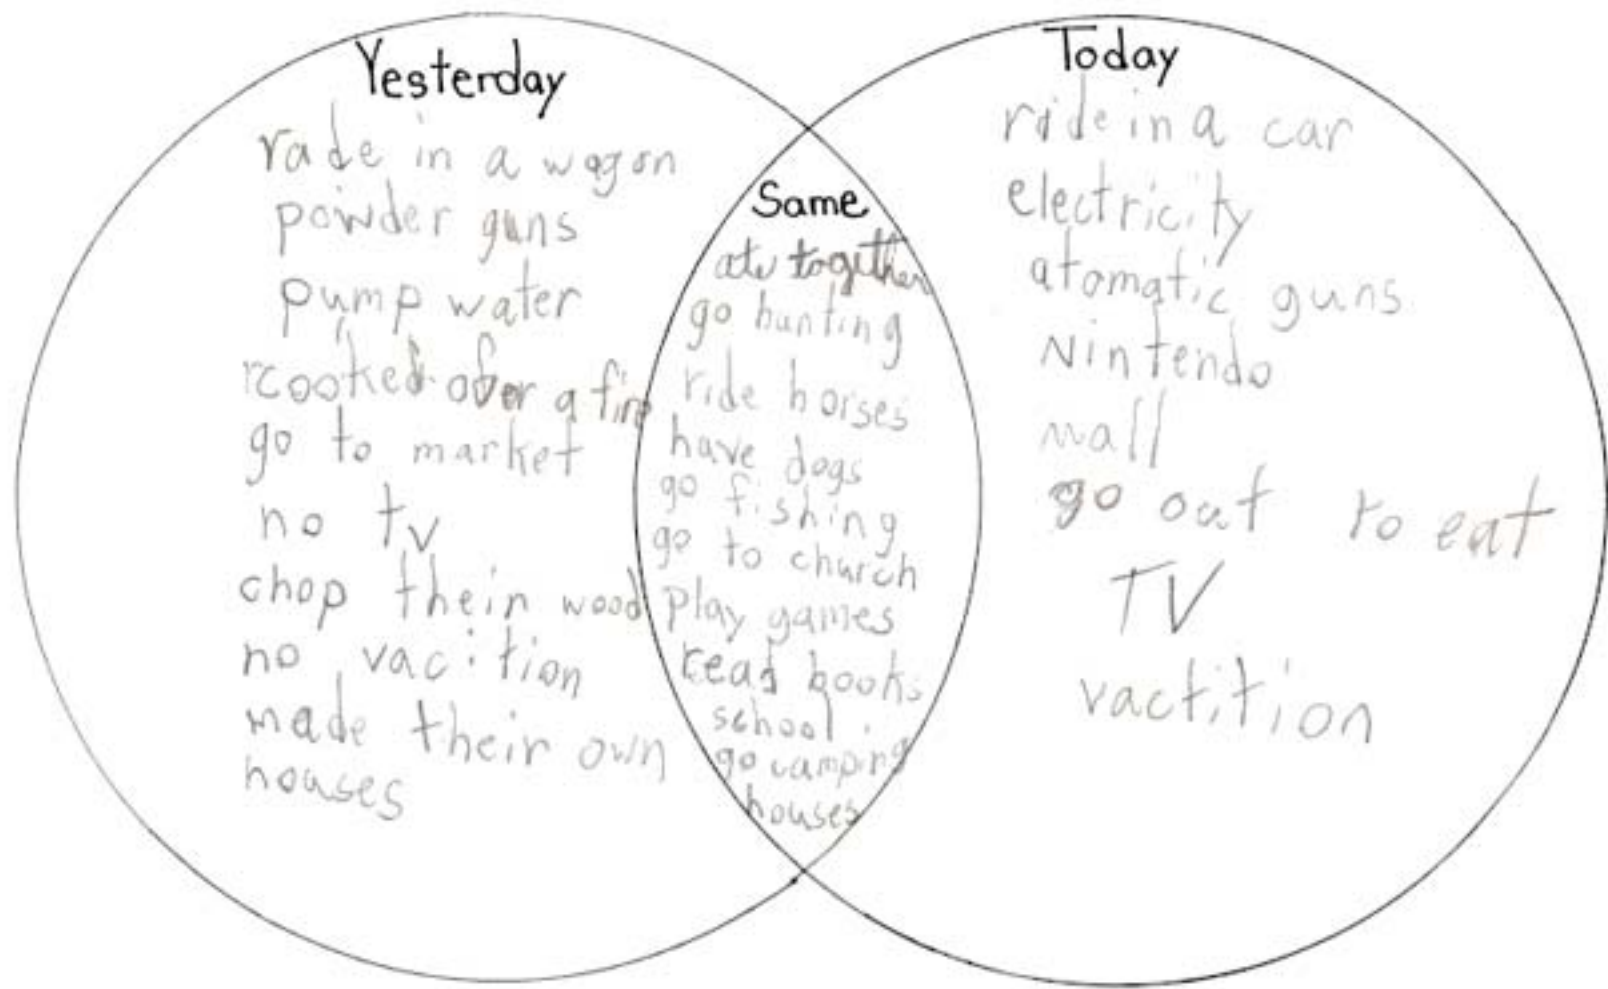 Yesterday
rade in a wagon
powder guns
pump water
cooked over a fire
go to market
no tv
chop their wood
no vacition
made their own
houses
Same
ate together
go hunting
ride horses
have dogs
go fishing
go to church
play games
read books
school
go camping
houses
Today
ride in a car
electricity
atomatic guns
Nintendo
mall
go out to eat
TV
vactition